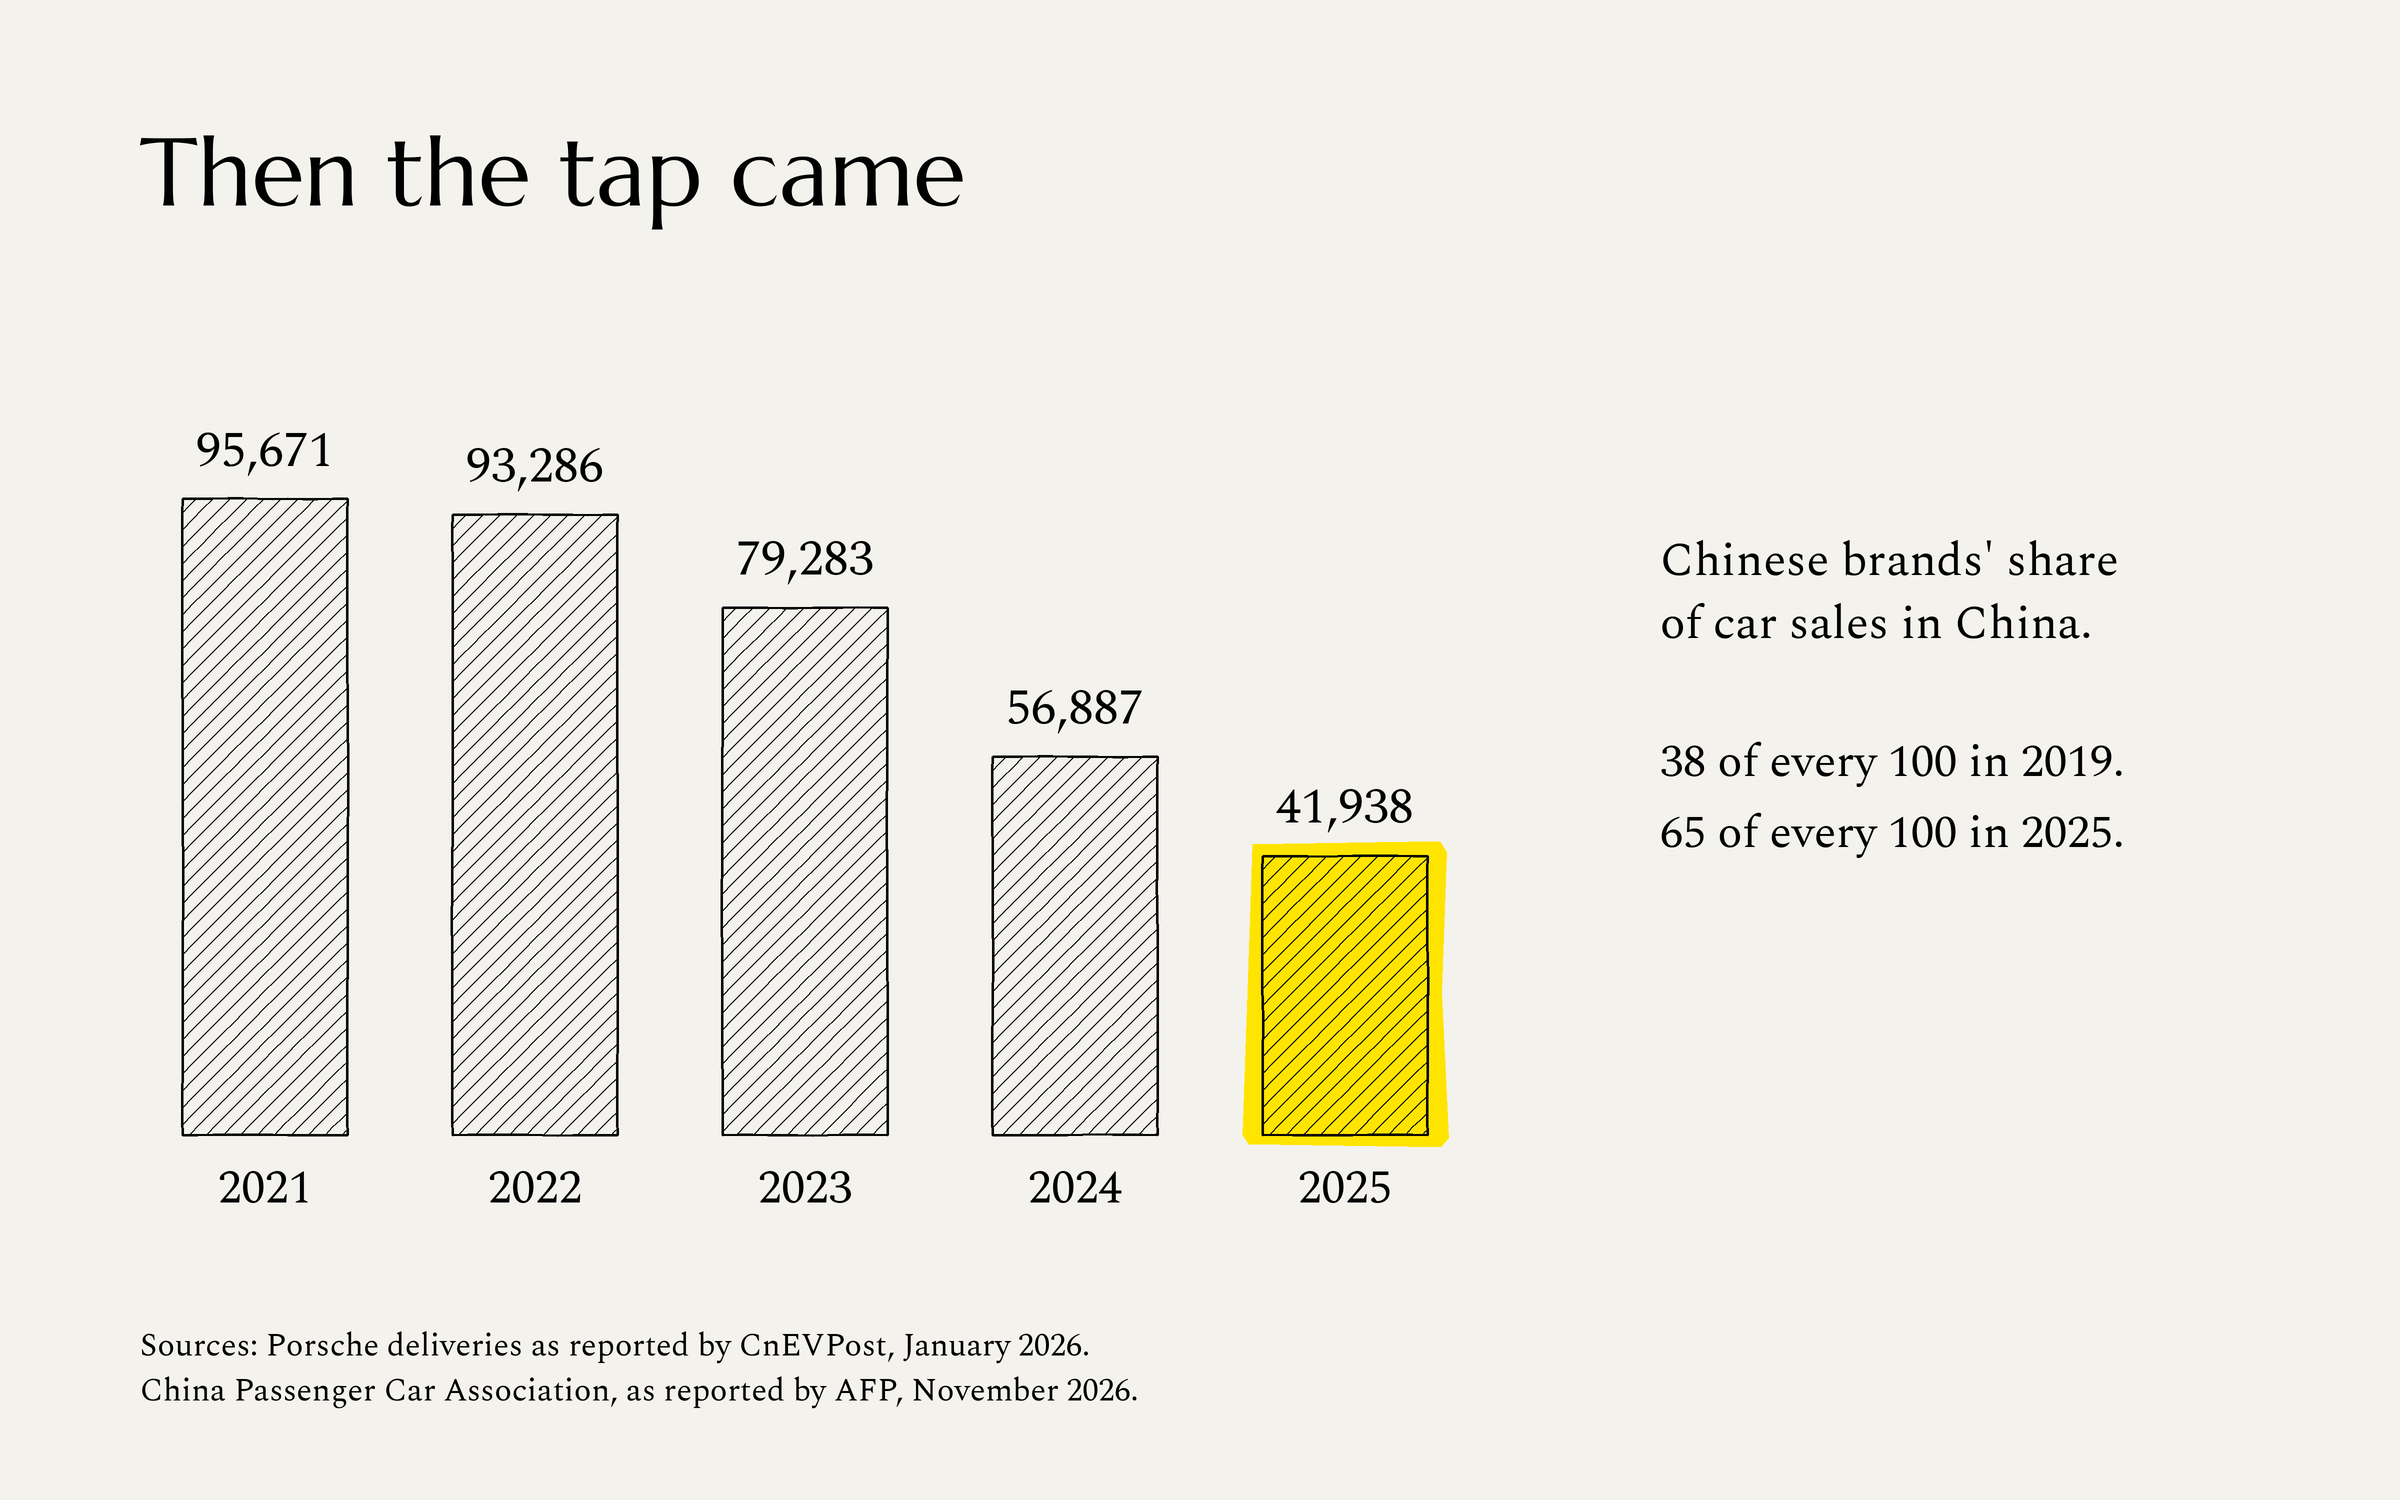 Then the tap came
95,671
93,286
79,283
56,887
41,938
2021
2022
2023
2024
2025
Chinese brands' share
of car sales in China.
38 of every 100 in 2019.
65 of every 100 in 2025.
Sources: Porsche deliveries as reported by CnEVPost, January 2026.
China Passenger Car Association, as reported by AFP, November 2026.